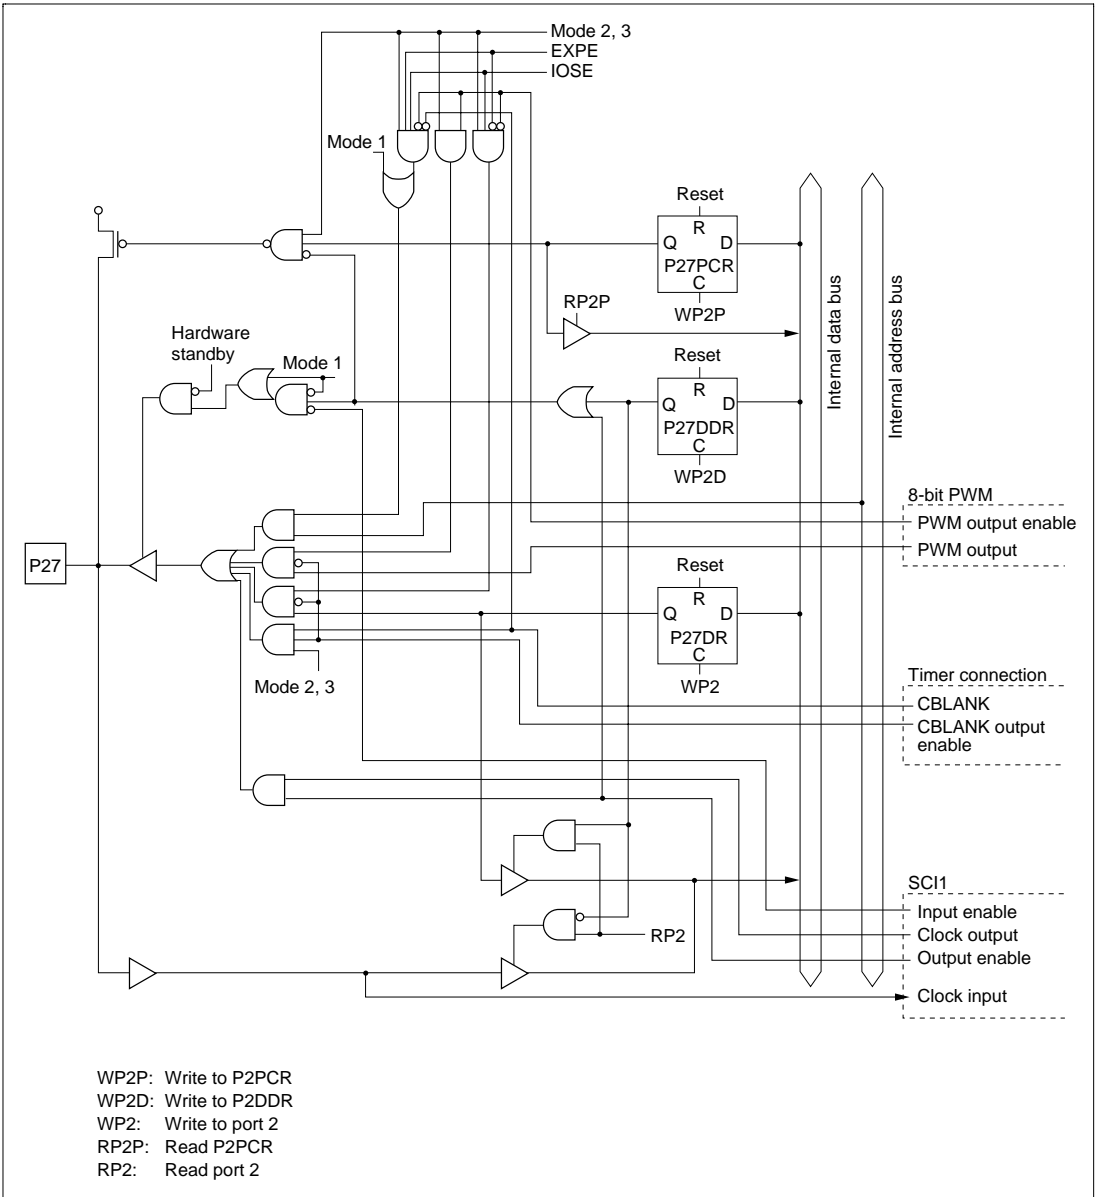 Mode 2, 3
EXPE
IOSE
Mode 1
Reset
R
Q D
P27PCR
C
WP2P
RP2P
Hardware
standby
Mode 1
Reset
R
Q D
P27DDR
C
WP2D
Internal data bus
Internal address bus
8-bit PWM
PWM output enable
PWM output
P27
Reset
R
Q D
P27DR
C
WP2
Mode 2, 3
Timer connection
CBLANK
CBLANK output
enable
SCI1
Input enable
Clock output
Output enable
Clock input
RP2
WP2P: Write to P2PCR
WP2D: Write to P2DDR
WP2: Write to port 2
RP2P: Read P2PCR
RP2: Read port 2